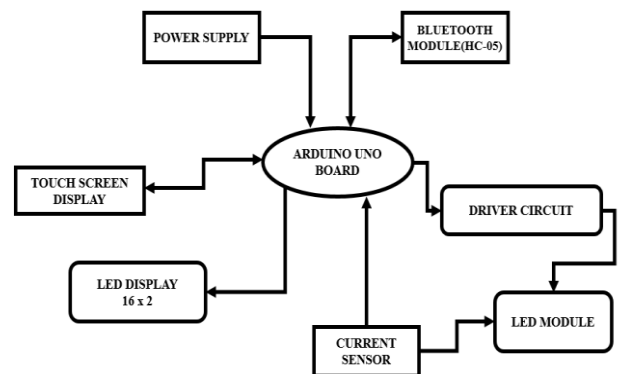 POWER SUPPLY
BLUETOOTH
MODULE(HC-05)
ARDUINO UNO
BOARD
TOUCH SCREEN
DISPLAY
DRIVER CIRCUIT
LED DISPLAY
16 x 2
LED MODULE
CURRENT
SENSOR